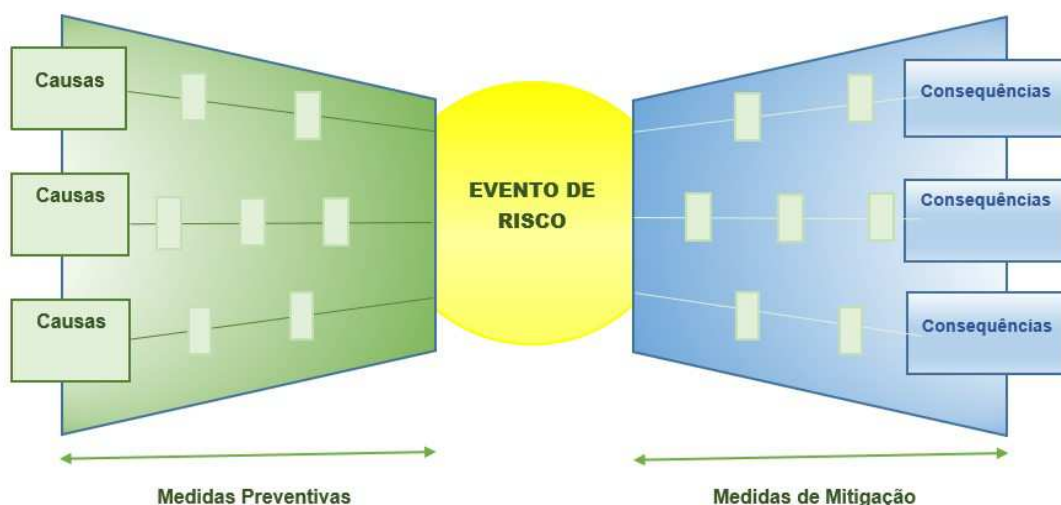 Causas
Consequências
EVENTO DE
RISCO
Causas
Consequências
Causas
Consequências
Medidas Preventivas
Medidas de Mitigação